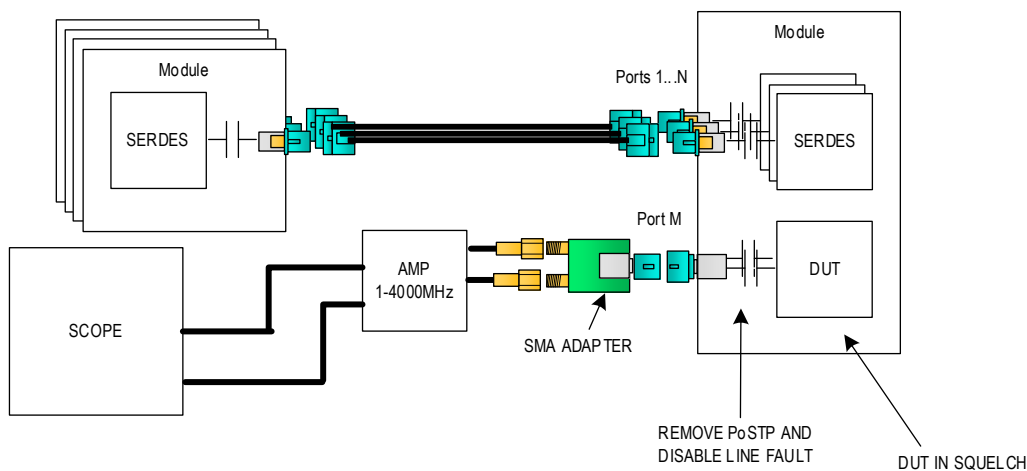 Module
Module
Ports 1...N
SERDES
SERDES
Port M
AMP
1-4000MHz
DUT
SCOPE
SMA ADAPTER
REMOVE PoSTP AND
DISABLE LINE FAULT
DUT IN SQUELCH